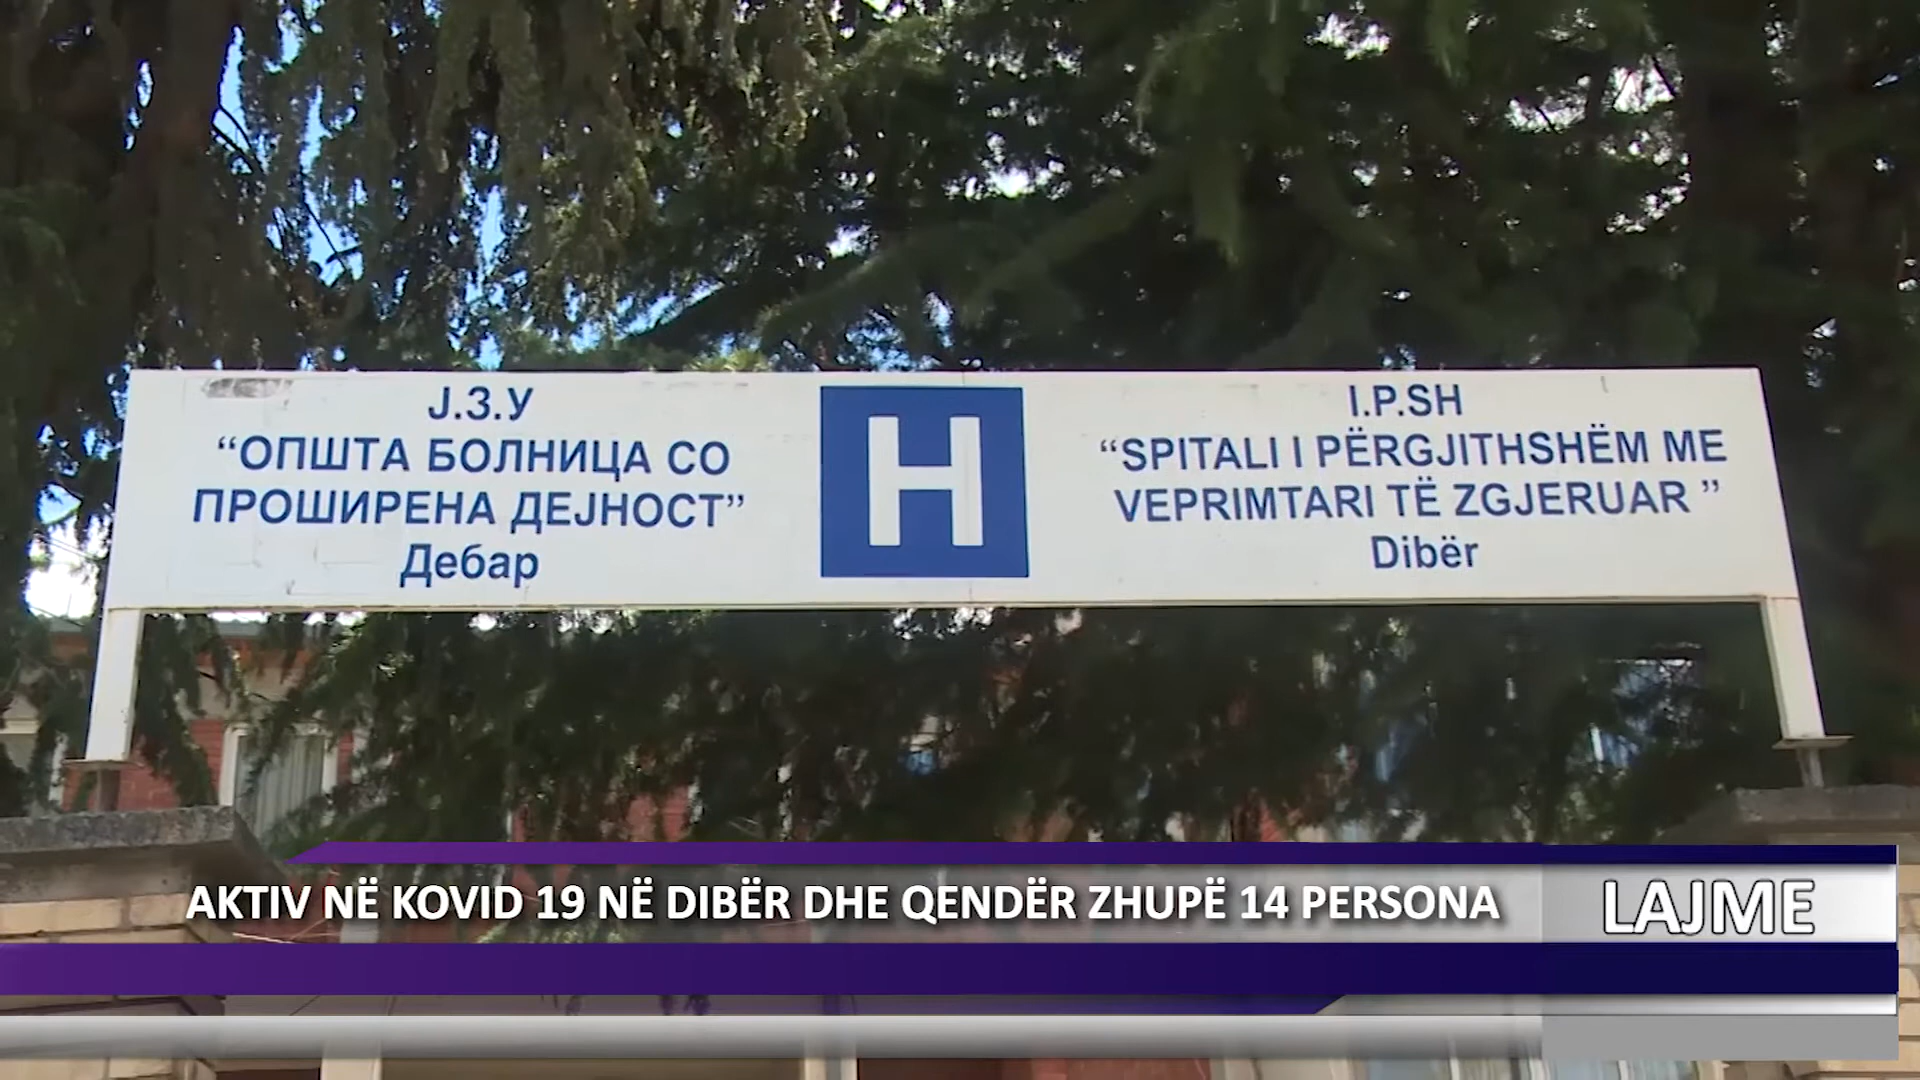 Ј.З.У
“ОПШТА БОЛНИЦА СО
ПРОШИРЕНА ДЕЈНОСТ”
Дебар
H
I.P.SH
“SPITALI I PËRGJITHSHËM ME
VEPRIMTARI TË ZGJERUAR ”
Dibër
AKTIV NË KOVID 19 NË DIBËR DHE QENDËR ZHUPË 14 PERSONA
LAJME